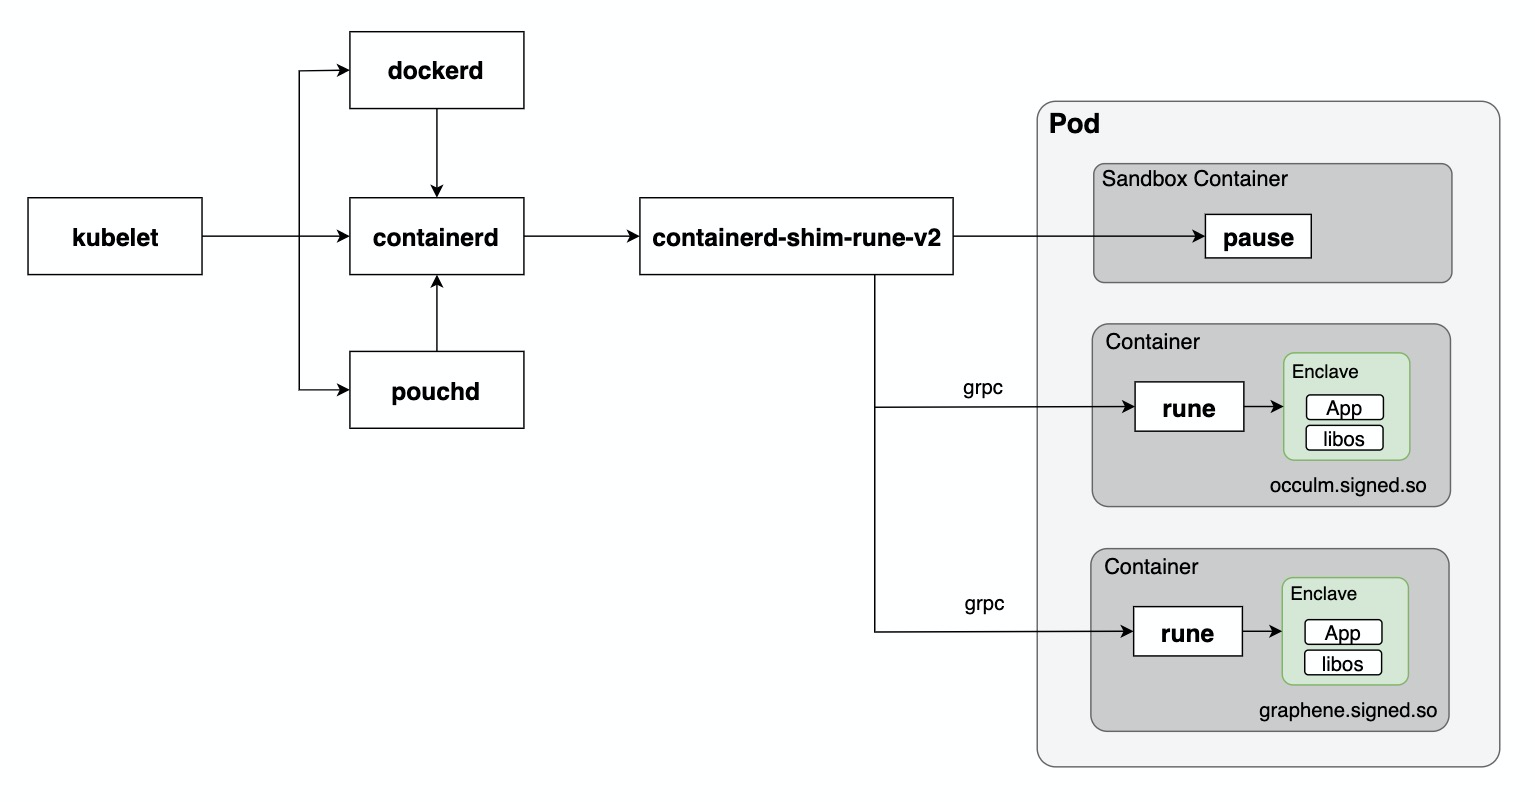 dockerd
Pod
Sandbox Container
kubelet
containerd
containerd-shim-rune-v2
pause
Container
Enclave
pouchd
grpc
rune
App
libos
occulm.signed.so
Container
Enclave
grpc
rune
App
libos
graphene.signed.so